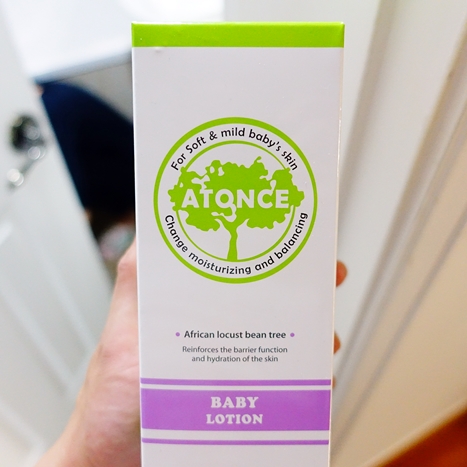 For Soft & mild baby's skin
ATONCE
Change moisturizing and balancing
• African locust bean tree •
Reinforces the barrier function
and hydration of the skin
BABY
LOTION